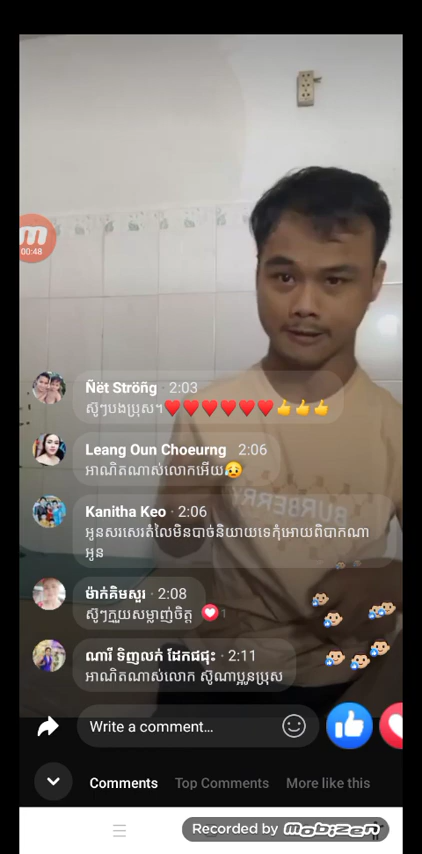 m
00:48
Ñët Ströñg · 2:03
ស៊ូៗបងប្រុស។❤️❤️❤️❤️❤️❤️👍👍👍
Leang Oun Choeurng 2:06
អាណិតណាស់លោកអើយ😥
Kanitha Keo · 2:06
អូនសរសេរតំលៃមិនបាច់និយាយទេកុំអោយពិបាកណា
អូន
ម៉ាក់គិមសួរ · 2:08
ស៊ូៗក្មួយសម្លាញ់ចិត្ត ❤️ 1
ណារី ទិញលក់ ដែកជជុះ · 2:11
អាណិតណាស់លោក ស៊ូណាប្អូនប្រុស
BURBERRY
Write a comment...
Comments Top Comments More like this
Recorded by MOBIZEN